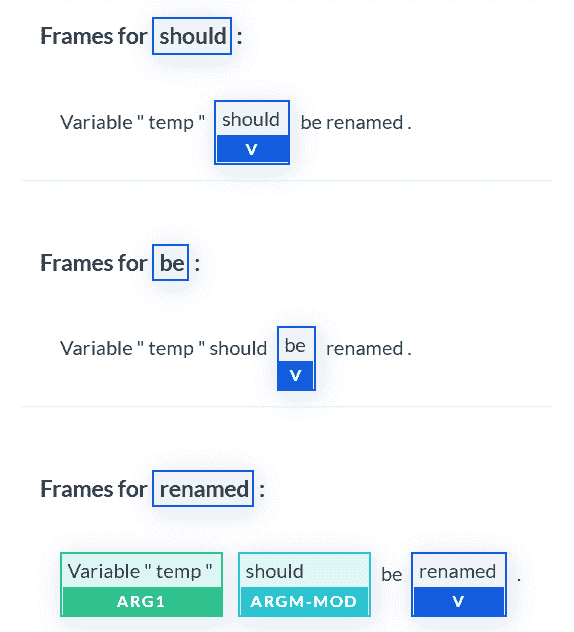 Frames for should :
Variable " temp " should be renamed .
V
Frames for be :
Variable " temp " should be renamed .
V
Frames for renamed :
Variable " temp " should be renamed .
ARG1 ARGM-MOD V